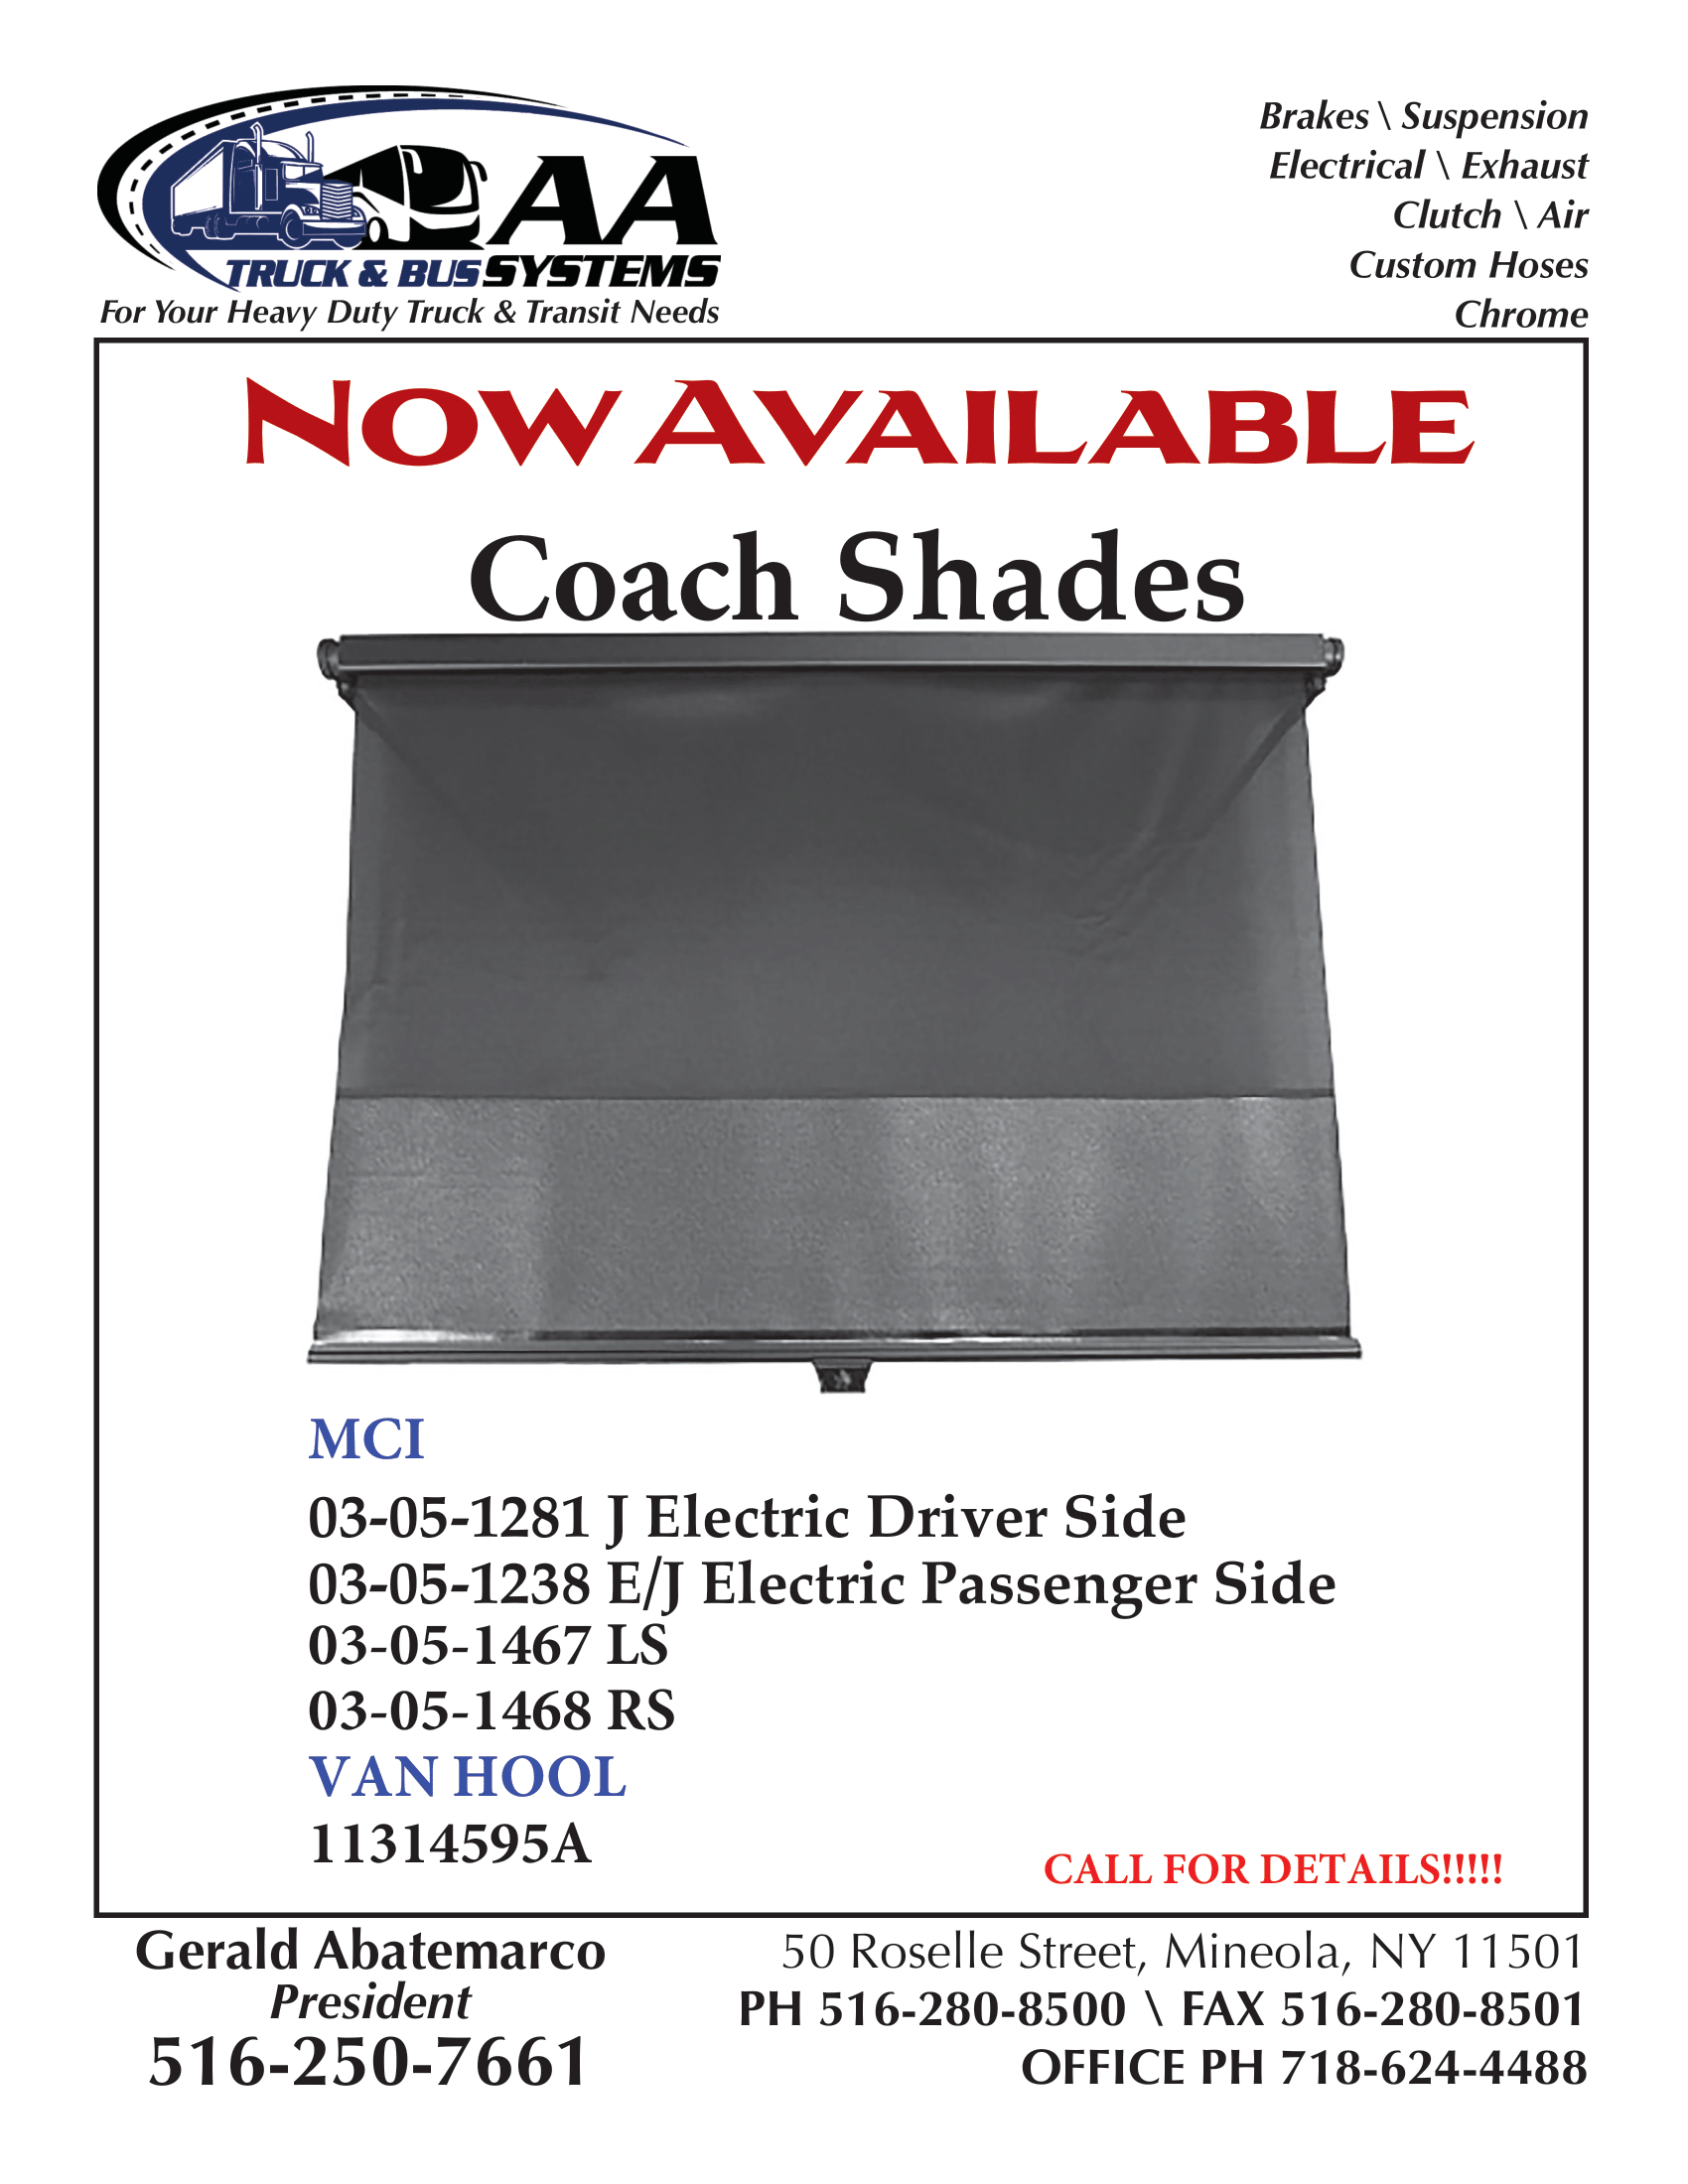 AA
TRUCK & BUS SYSTEMS
For Your Heavy Duty Truck & Transit Needs
Brakes \ Suspension
Electrical \ Exhaust
Clutch \ Air
Custom Hoses
Chrome
NOW AVAILABLE
Coach Shades
MCI
03-05-1281 J Electric Driver Side
03-05-1238 E/J Electric Passenger Side
03-05-1467 LS
03-05-1468 RS
VAN HOOL
11314595A
CALL FOR DETAILS!!!!!
Gerald Abatemarco
President
516-250-7661
50 Roselle Street, Mineola, NY 11501
PH 516-280-8500 \ FAX 516-280-8501
OFFICE PH 718-624-4488